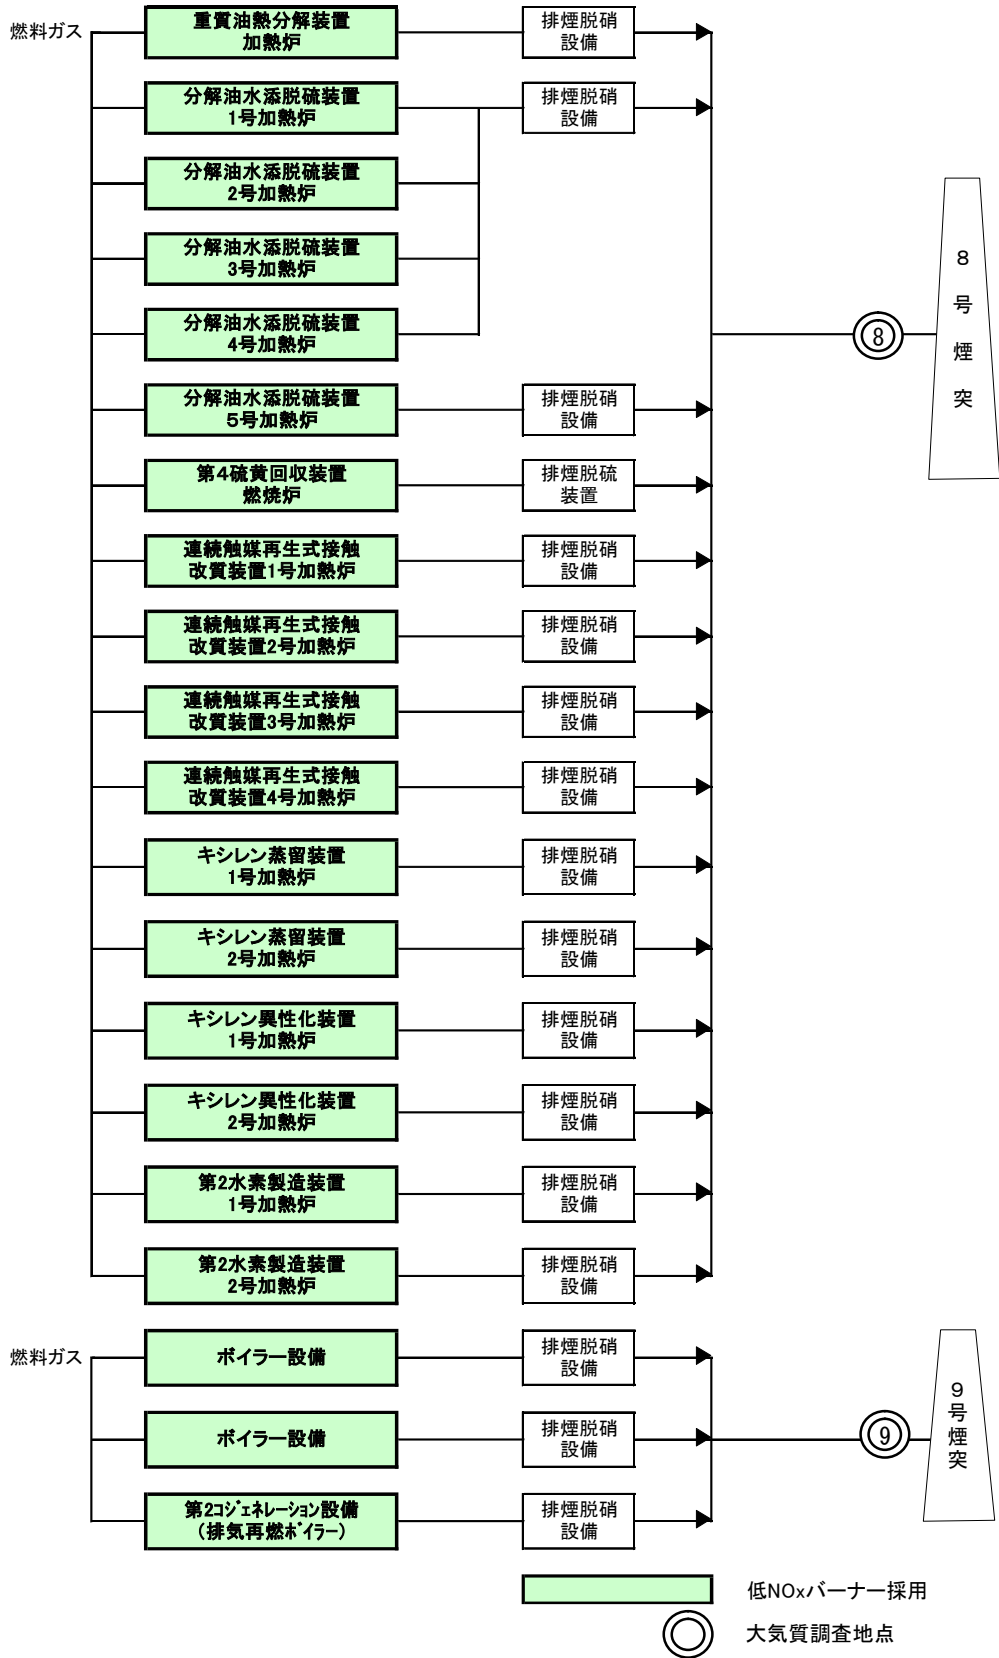 燃料ガス
重質油熱分解装置
加熱炉
排煙脱硝
設備
分解油水添脱硫装置
1号加熱炉
排煙脱硝
設備
分解油水添脱硫装置
2号加熱炉
分解油水添脱硫装置
3号加熱炉
分解油水添脱硫装置
4号加熱炉
8
号
煙
突
⑧
分解油水添脱硫装置
5号加熱炉
排煙脱硝
設備
第4硫黄回収装置
燃焼炉
排煙脱硫
装置
連続触媒再生式接触
改質装置1号加熱炉
排煙脱硝
設備
連続触媒再生式接触
改質装置2号加熱炉
排煙脱硝
設備
連続触媒再生式接触
改質装置3号加熱炉
排煙脱硝
設備
連続触媒再生式接触
改質装置4号加熱炉
排煙脱硝
設備
キシレン蒸留装置
1号加熱炉
排煙脱硝
設備
キシレン蒸留装置
2号加熱炉
排煙脱硝
設備
キシレン異性化装置
1号加熱炉
排煙脱硝
設備
キシレン異性化装置
2号加熱炉
排煙脱硝
設備
第2水素製造装置
1号加熱炉
排煙脱硝
設備
第2水素製造装置
2号加熱炉
排煙脱硝
設備
燃料ガス
ボイラー設備
排煙脱硝
設備
ボイラー設備
排煙脱硝
設備
⑨
9
号
煙
突
第2ｺｼﾞｪﾈﾚｰｼｮﾝ設備
(排気再燃ﾎﾞｲﾗｰ)
排煙脱硝
設備
低NOxバーナー採用
大気質調査地点